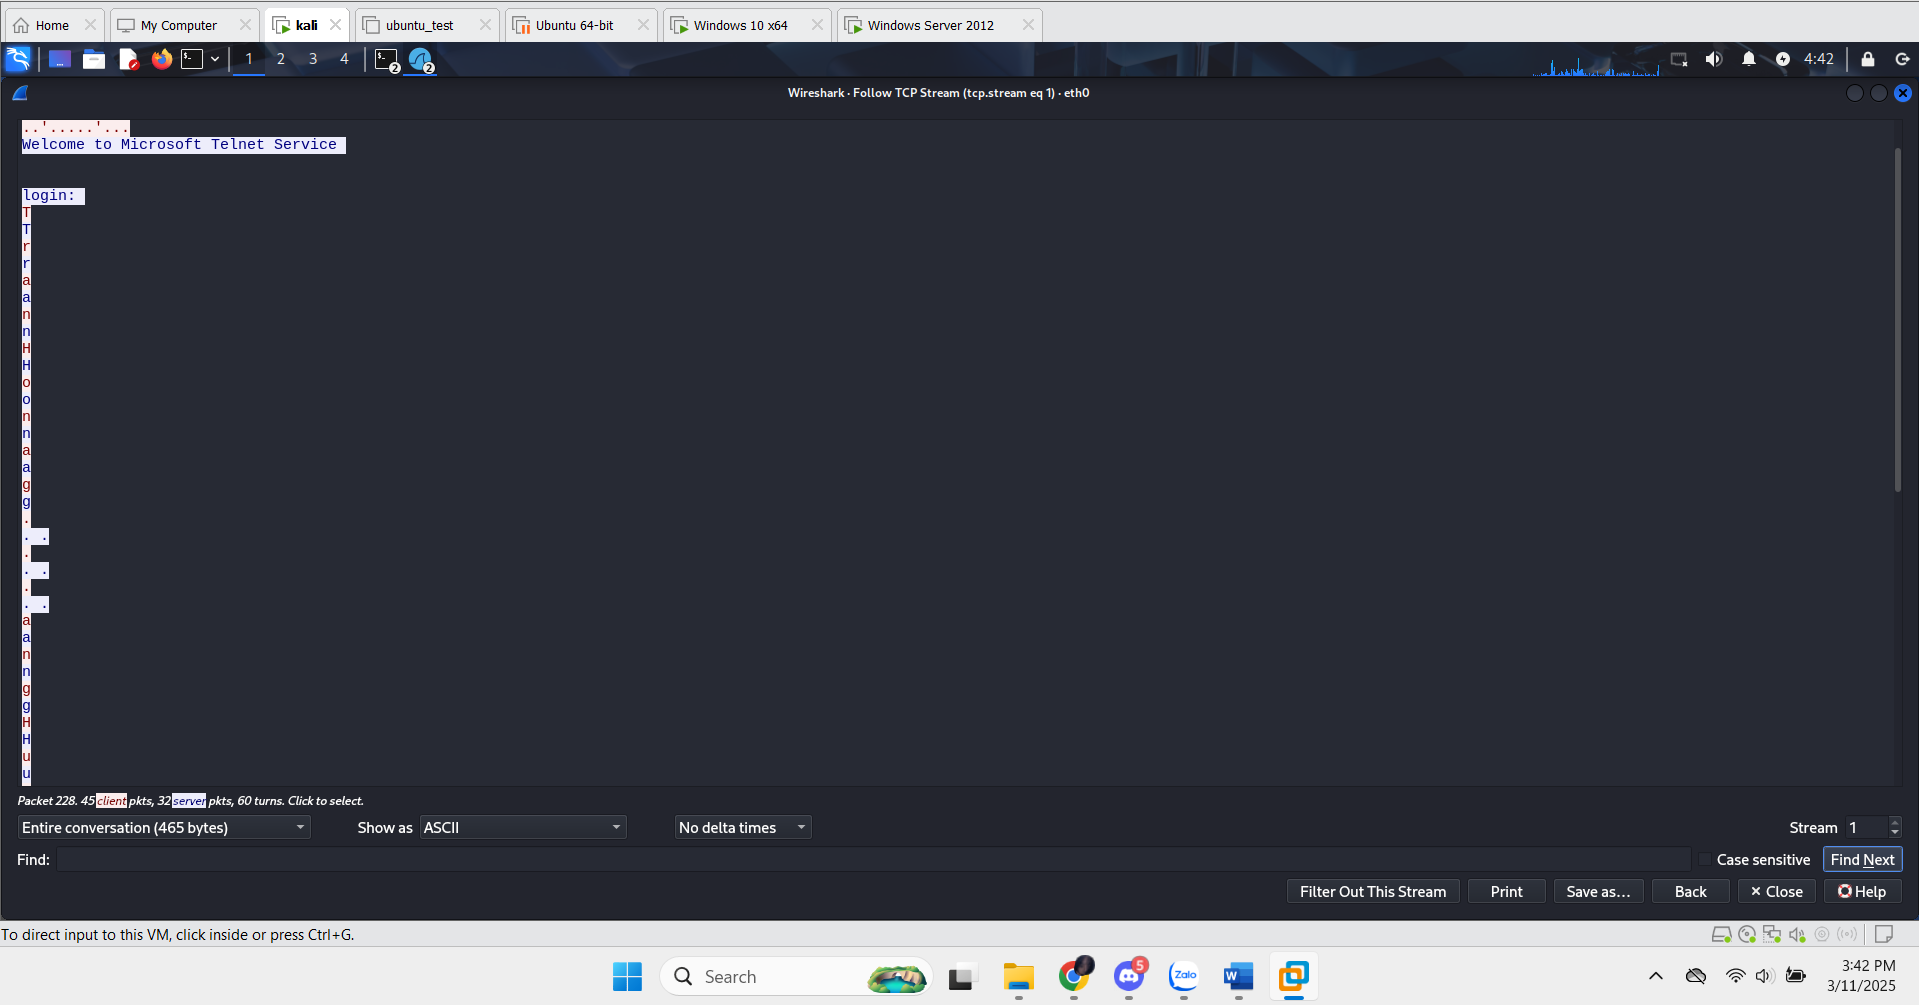 Home
My Computer
kali
ubuntu_test
Ubuntu 64-bit
Windows 10 x64
Windows Server 2012
1 2 3 4
2
2
4:42
Wireshark · Follow TCP Stream (tcp.stream eq 1) · eth0
..'.....'...
Welcome to Microsoft Telnet Service
login:
T
T
r
r
a
a
n
n
H
H
o
o
n
n
a
a
g
g
.
. .
.
. .
.
. .
a
a
n
n
g
g
H
H
u
u
Packet 228. 45 client pkts, 32 server pkts, 60 turns. Click to select.
Entire conversation (465 bytes)
Show as ASCII
No delta times
Stream 1
Find:
Case sensitive
Find Next
Filter Out This Stream
Print
Save as…
Back
× Close
Help
To direct input to this VM, click inside or press Ctrl+G.
Search
5
Zalo
W
3:42 PM
3/11/2025